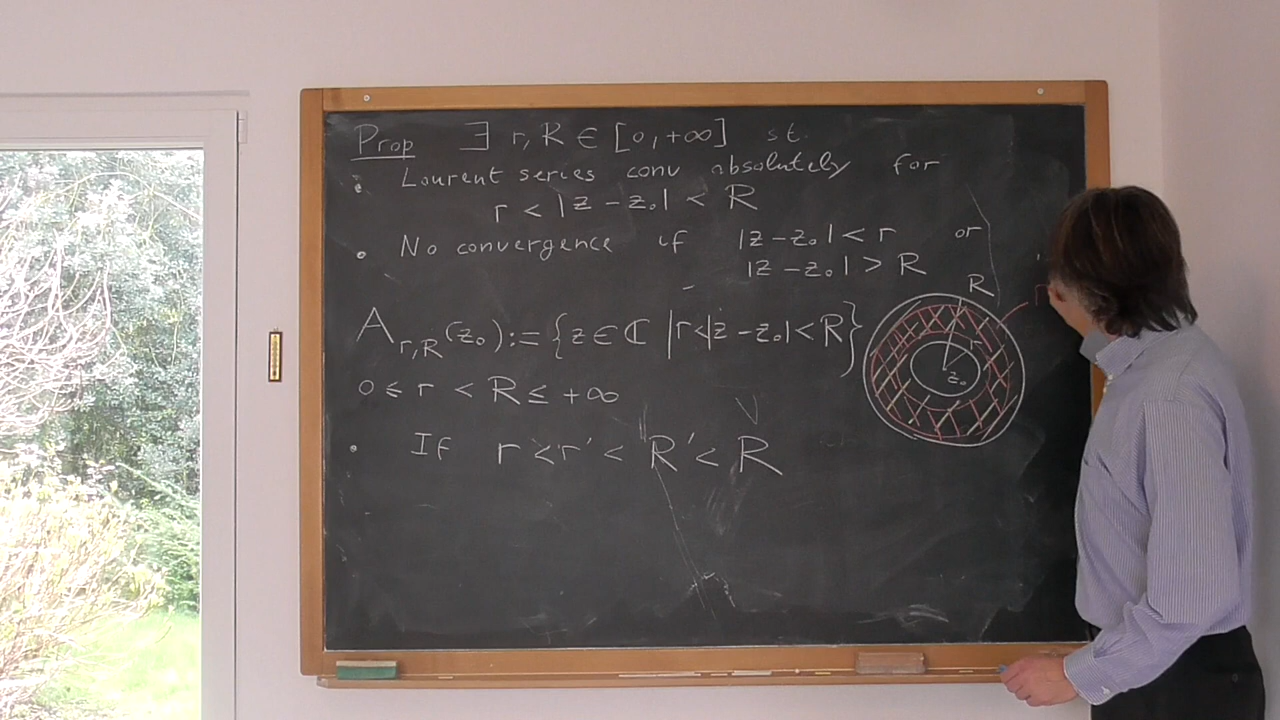 Prop ∃ r, R ∈ [0, +∞] st.
• Laurent series conv absolutely for
r < |z - z₀| < R
• No convergence if |z - z₀| < r or
|z - z₀| > R
A_{r,R}(z₀) := {z ∈ ℂ | r < |z - z₀| < R}
0 ≤ r < R ≤ +∞
• If r < r' < R' < R
R
r
z₀